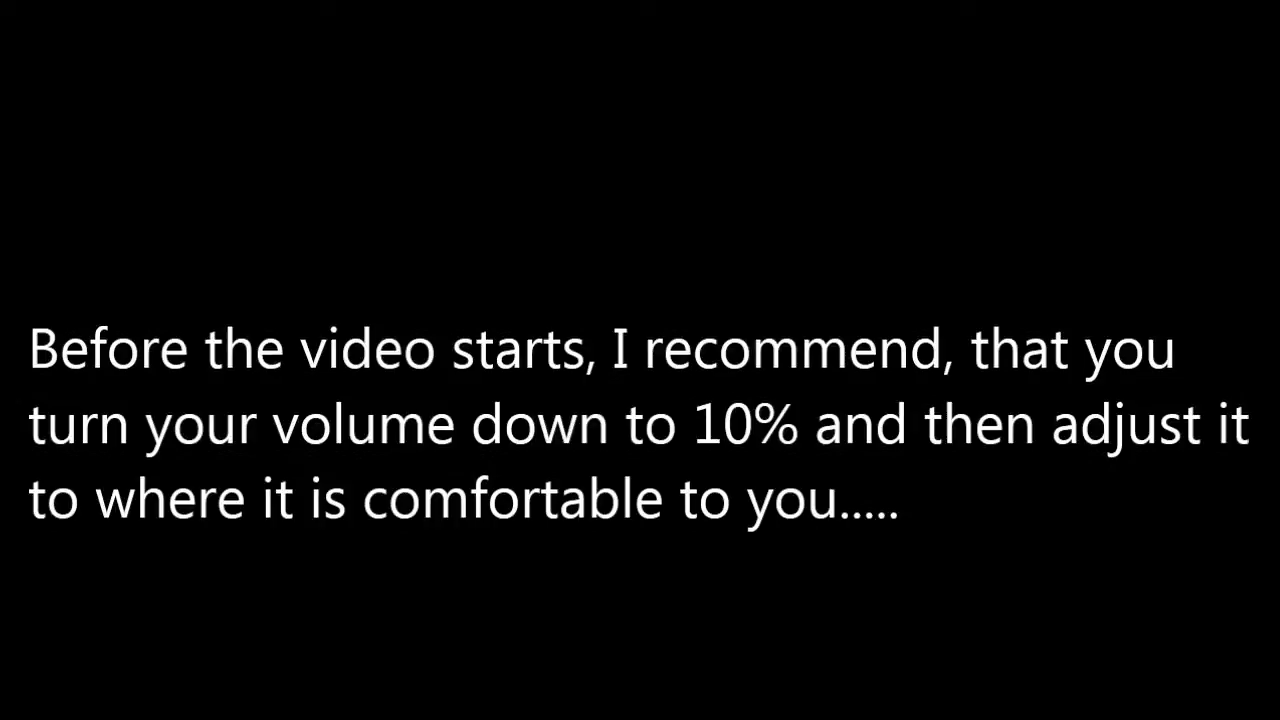 Before the video starts, I recommend, that you
turn your volume down to 10% and then adjust it
to where it is comfortable to you.....